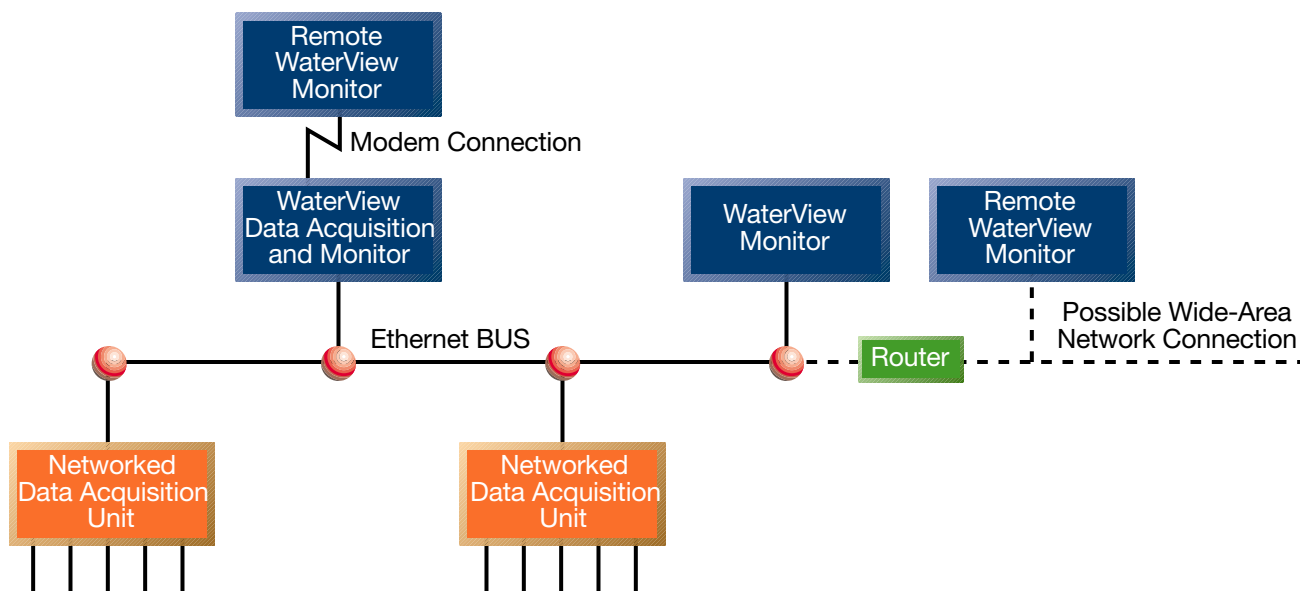 Remote
WaterView
Monitor
Modem Connection
WaterView
Data Acquisition
and Monitor
WaterView
Monitor
Remote
WaterView
Monitor
Possible Wide-Area
Network Connection
Ethernet BUS
Router
Networked
Data Acquisition
Unit
Networked
Data Acquisition
Unit